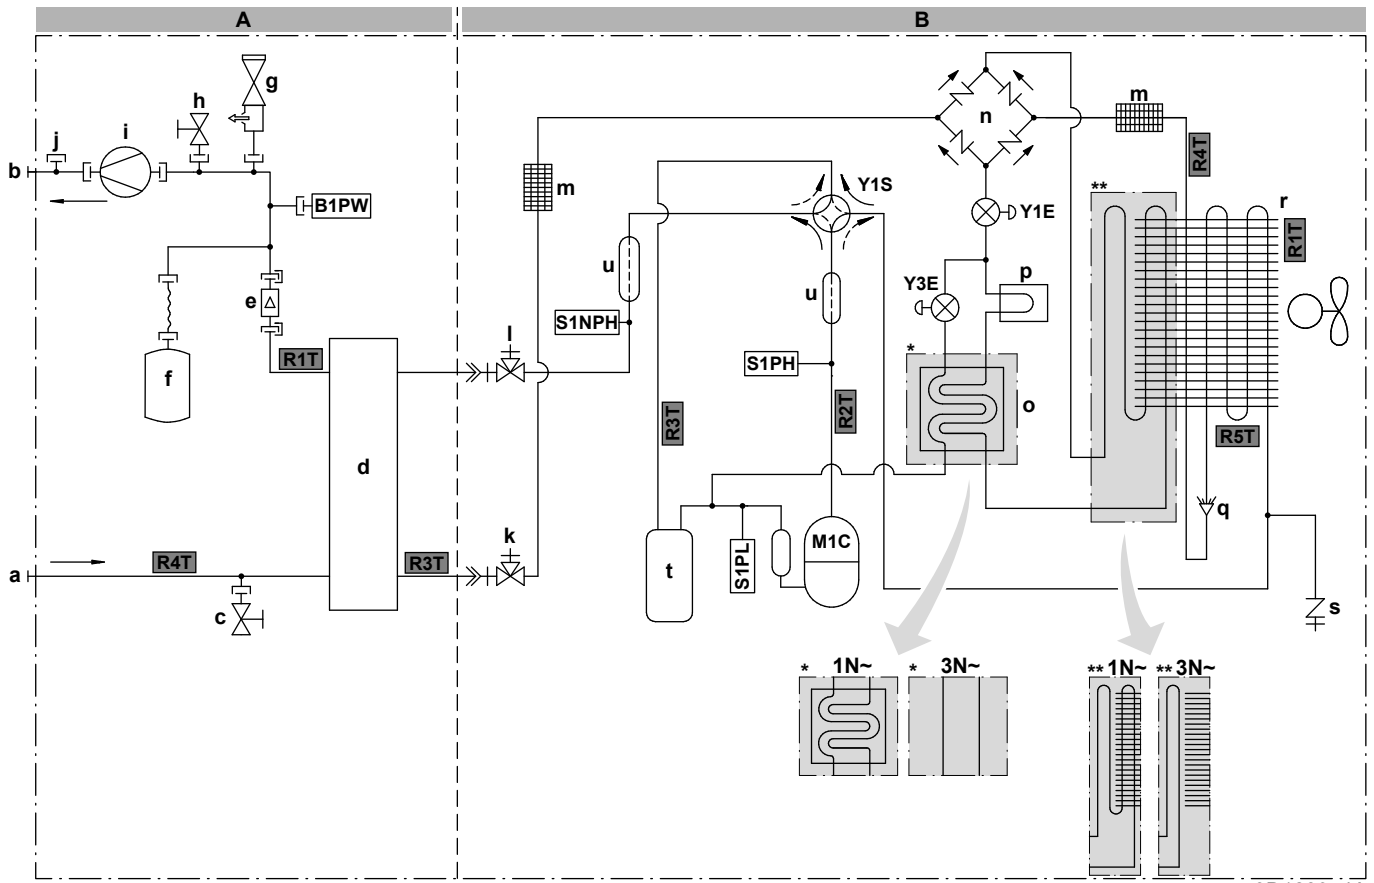 A
B
g
h
j
i
b
B1PW
e
f
R1T
d
a
R4T
R3T
c
m
n
m
R4T
Y1S
Y1E
**
r
R1T
u
u
Y3E
p
S1NPH
l
S1PH
*
o
R3T
R2T
R5T
q
k
t
S1PL
M1C
s
* 1N~
* 3N~
** 1N~
** 3N~